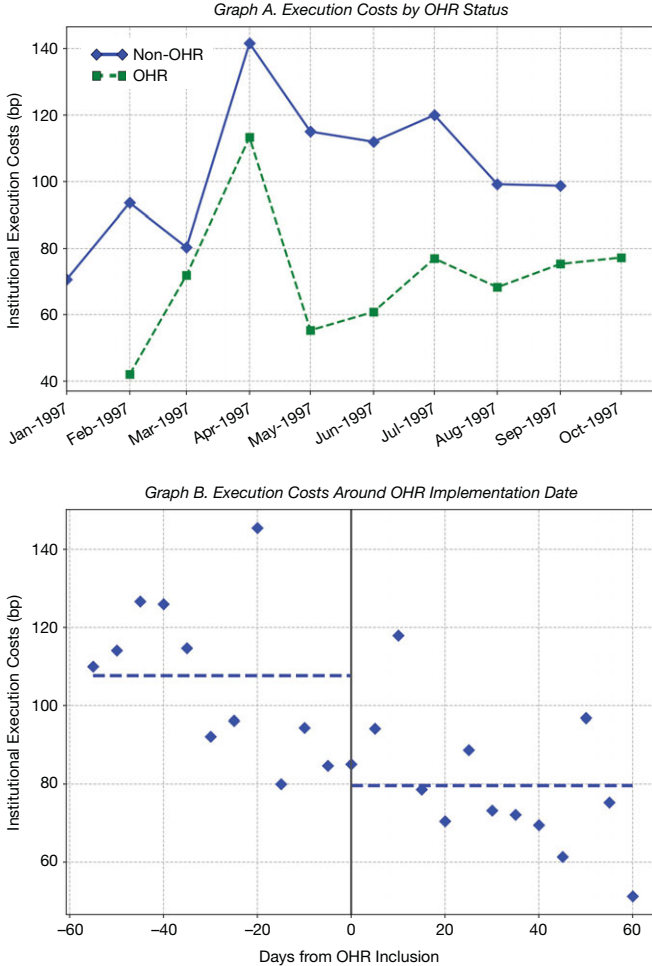 Graph A. Execution Costs by OHR Status
Institutional Execution Costs (bp)
140
120
100
80
60
40
Non-OHR
OHR
Jan-1997
Feb-1997
Mar-1997
Apr-1997
May-1997
Jun-1997
Jul-1997
Aug-1997
Sep-1997
Oct-1997
Graph B. Execution Costs Around OHR Implementation Date
Institutional Execution Costs (bp)
140
120
100
80
60
−60
−40
−20
0
20
40
60
Days from OHR Inclusion